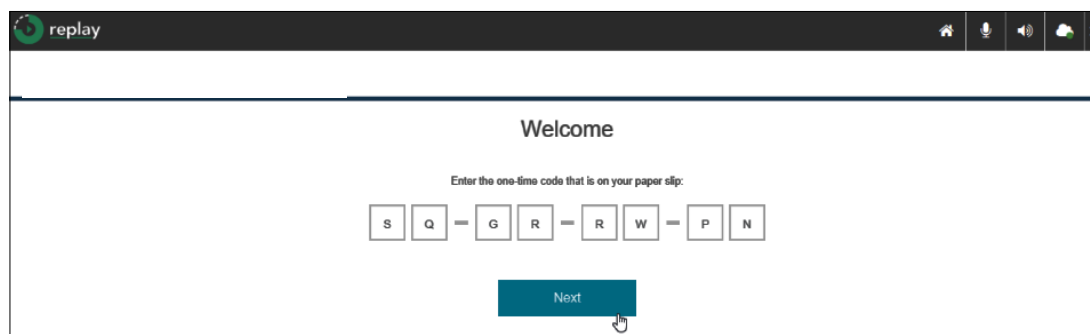 replay
Welcome
Enter the one-time code that is on your paper slip:
S Q - G R - R W - P N
Next